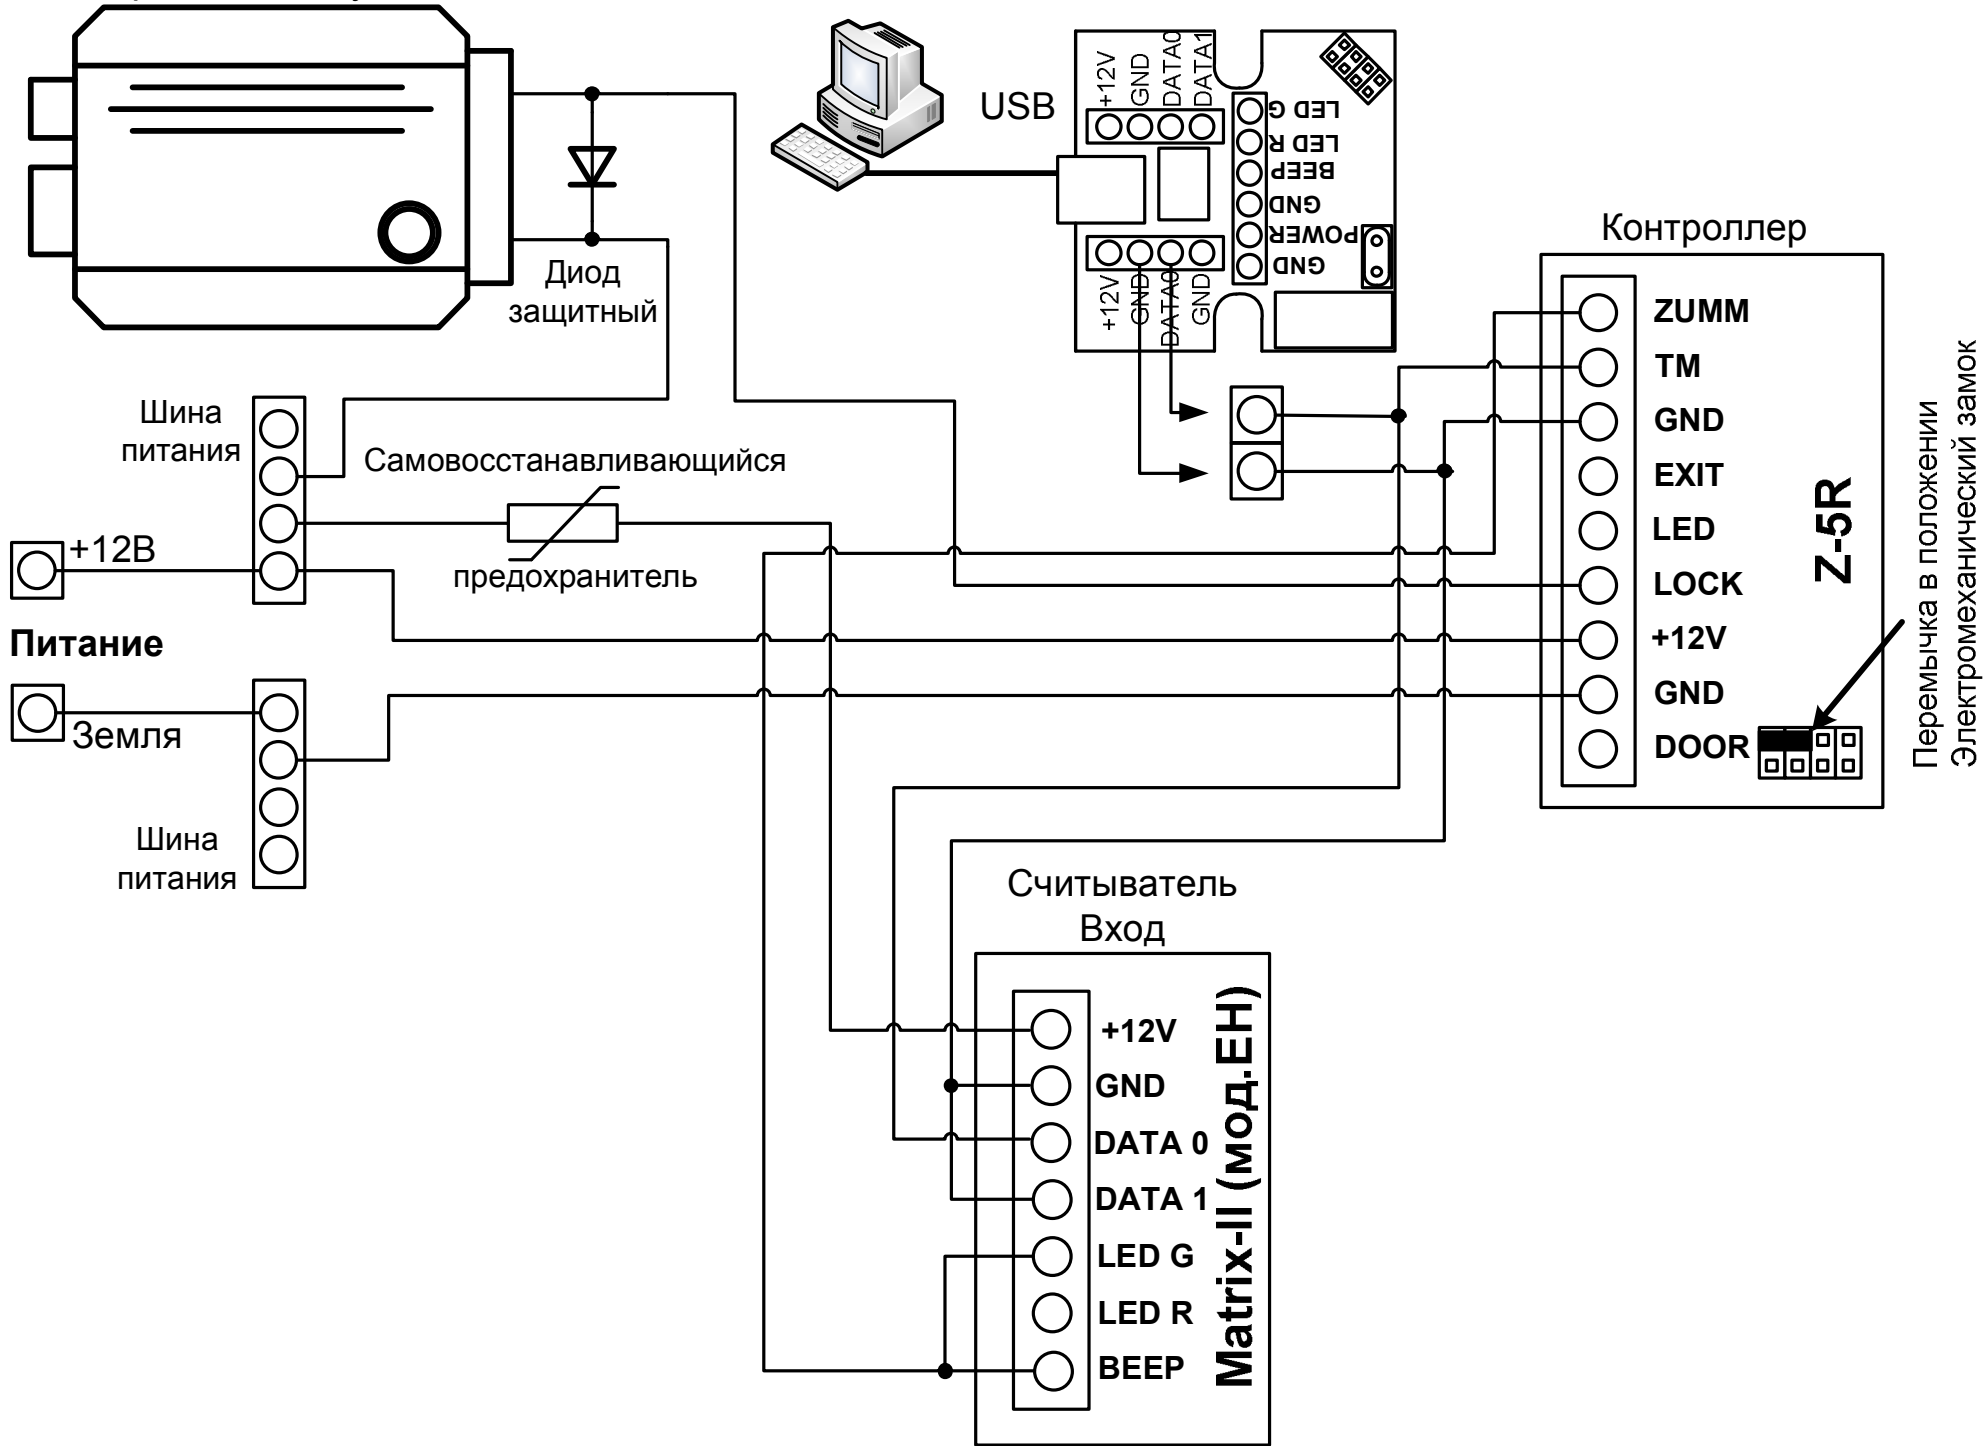 USB
+12V
GND
DATA0
DATA1
LED G
LED R
BEEP
GND
POWER
GND
+12V
GND
DATA0
GND
Диод
защитный
Контроллер
ZUMM
TM
GND
EXIT
LED
LOCK
+12V
GND
DOOR
Z-5R
Перемычка в положении
Электромеханический замок
Шина
питания
Самовосстанавливающийся
предохранитель
+12В
Питание
Земля
Шина
питания
Считыватель
Вход
+12V
GND
DATA 0
DATA 1
LED G
LED R
BEEP
Matrix-II (мод.EH)